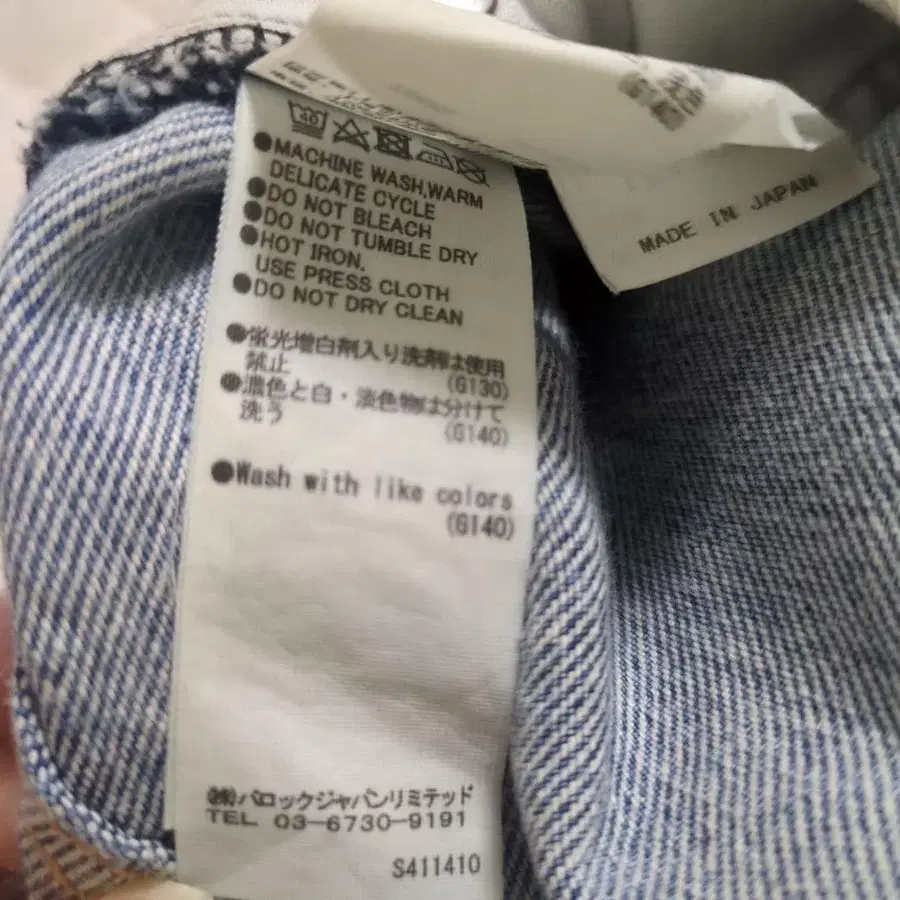 40
●MACHINE WASH,WARM
DELICATE CYCLE
●DO NOT BLEACH
●DO NOT TUMBLE DRY
●HOT IRON,
USE PRESS CLOTH
●DO NOT DRY CLEAN
●蛍光増白剤入り洗剤は使用
禁止
(G130)
●濃色と白・淡色物は分けて
洗う
(G140)
●Wash with like colors
(G140)
㈱バロックジャパンリミテッド
TEL 03-6730-9191
S411410
MADE IN JAPAN